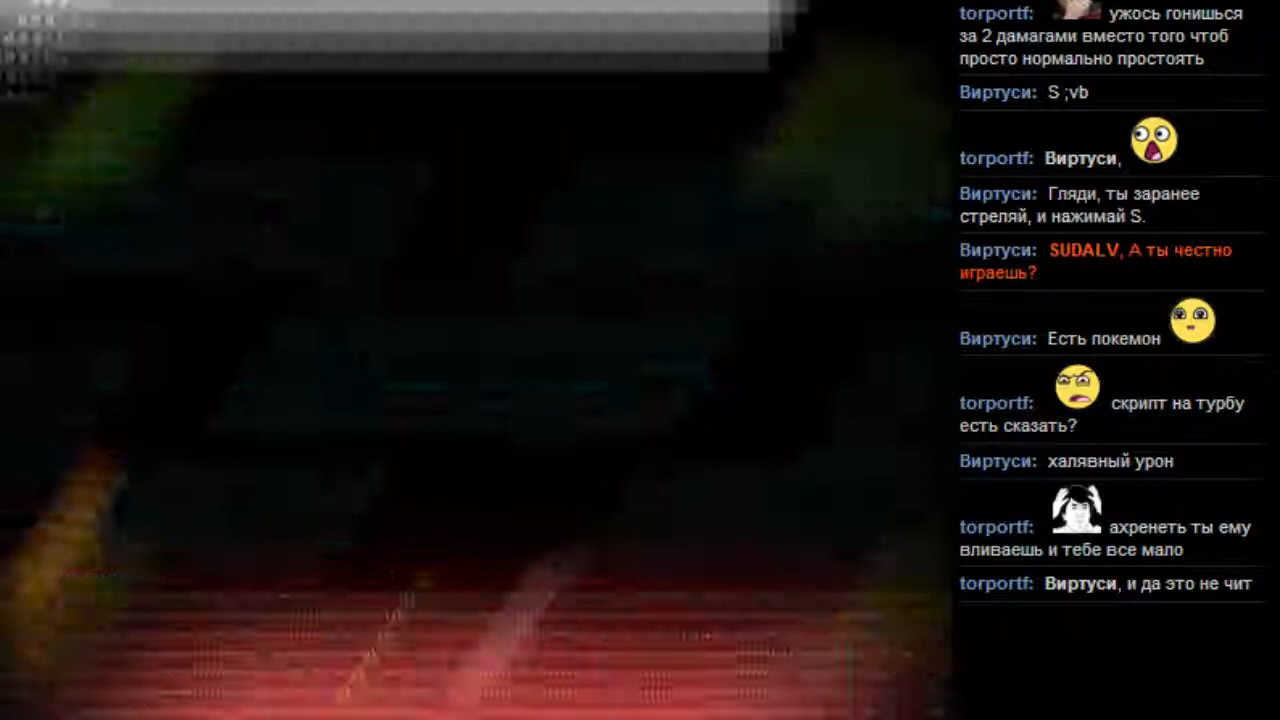 torportf: ужось гонишься
за 2 дамагами вместо того чтоб
просто нормально простоять
Виртуси: S ;vb
torportf: Виртуси,
Виртуси: Гляди, ты заранее
стреляй, и нажимай S.
Виртуси: SUDALV, А ты честно
играешь?
Виртуси: Есть покемон
torportf: скрипт на турбу
есть сказать?
Виртуси: халявный урон
torportf: ахренеть ты ему
вливаешь и тебе все мало
torportf: Виртуси, и да это не чит